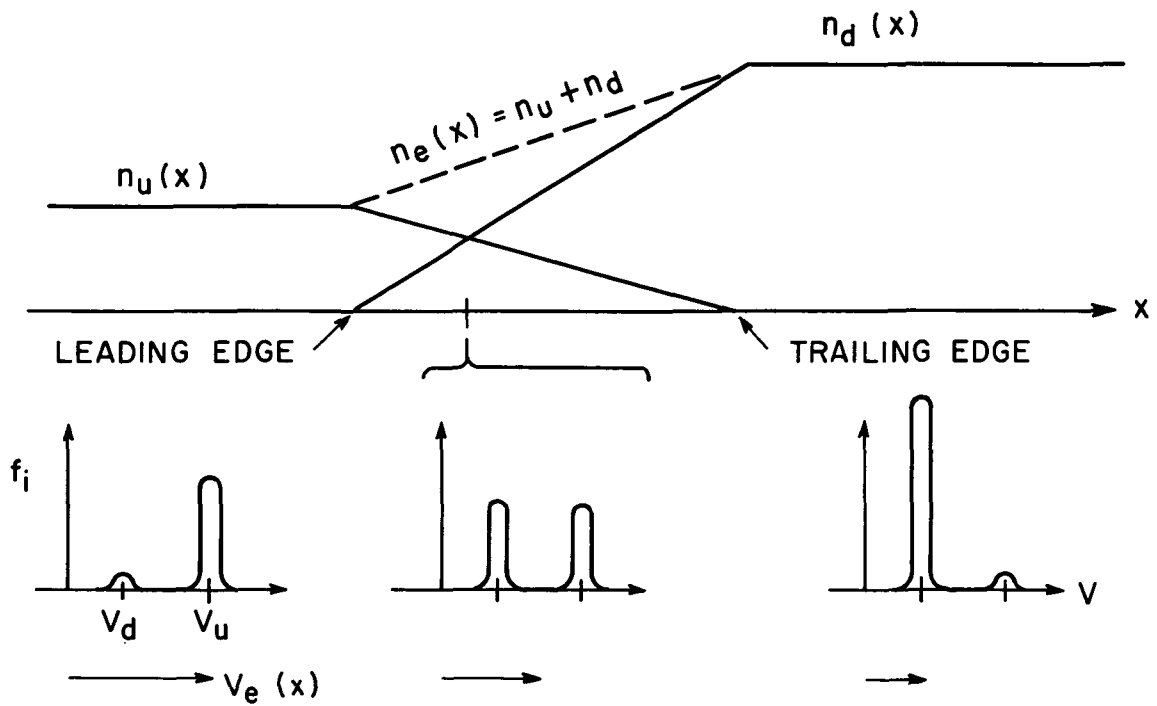 n_d (x)
n_e (x) = n_u + n_d
n_u (x)
x
LEADING EDGE
TRAILING EDGE
f_i
V_d
V_u
V
V_e (x)